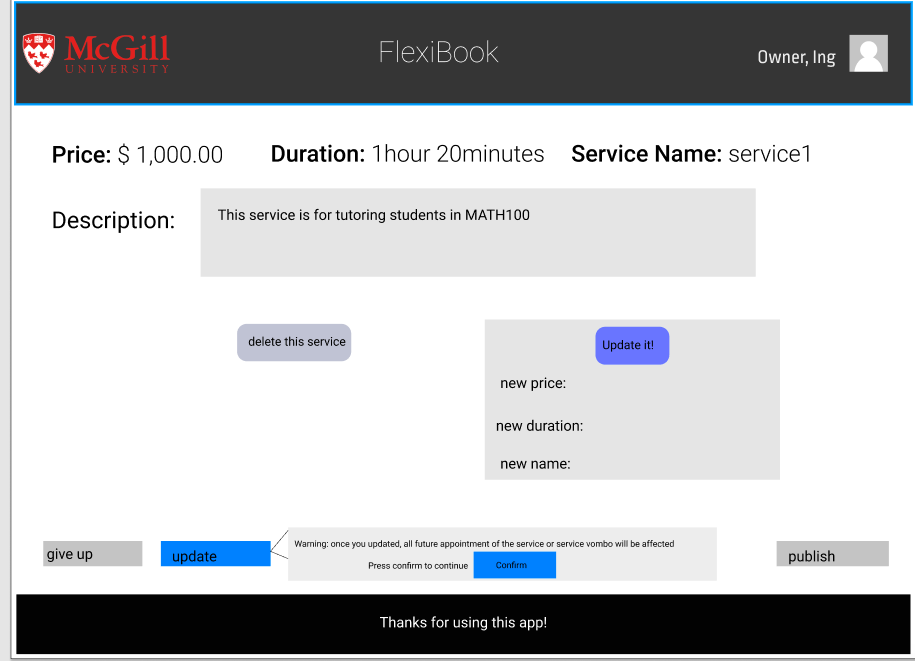 McGill
UNIVERSITY
FlexiBook
Owner, Ing
Price: $ 1,000.00
Duration: 1hour 20minutes
Service Name: service1
Description:
This service is for tutoring students in MATH100
delete this service
Update it!
new price:
new duration:
new name:
give up
update
Warning: once you updated, all future appointment of the service or service vombo will be affected
Press confirm to continue
Confirm
publish
Thanks for using this app!